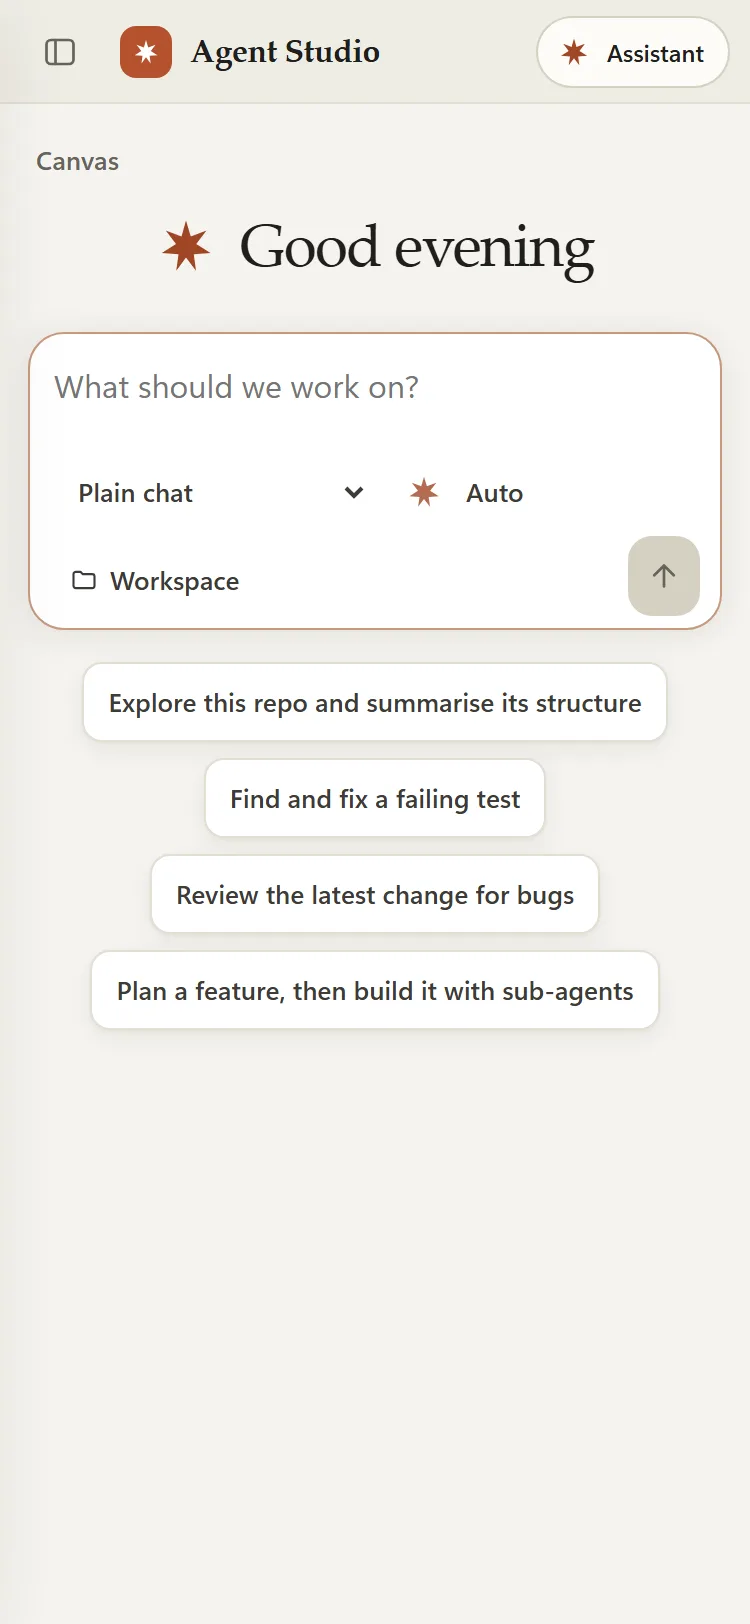 Agent Studio
Assistant
Canvas
Good evening
What should we work on?
Plain chat
Auto
Workspace
Explore this repo and summarise its structure
Find and fix a failing test
Review the latest change for bugs
Plan a feature, then build it with sub-agents